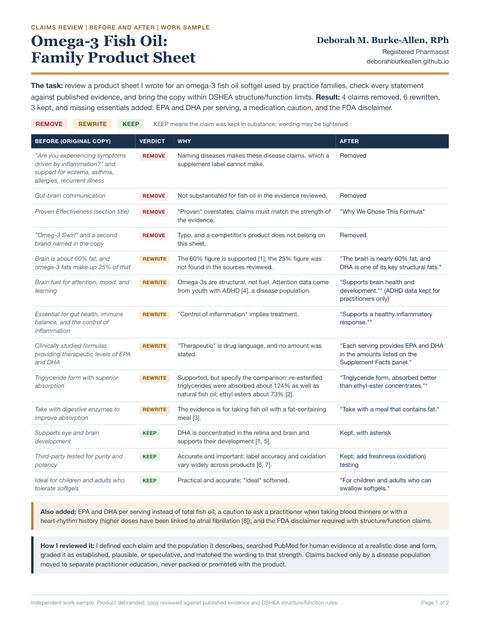 CLAIMS REVIEW | BEFORE AND AFTER | WORK SAMPLE
Omega-3 Fish Oil:
Family Product Sheet
Deborah M. Burke-Allen, RPh
Registered Pharmacist
deborahburkeallen.github.io
The task: review a product sheet I wrote for an omega-3 fish oil softgel used by practice families, check every statement
against published evidence, and bring the copy within DSHEA structure/function limits. Result: 4 claims removed, 6 rewritten,
3 kept, and missing essentials added: EPA and DHA per serving, a medication caution, and the FDA disclaimer.
REMOVE REWRITE KEEP KEEP means the claim was kept in substance; wording may be tightened.
BEFORE (ORIGINAL COPY) VERDICT WHY AFTER
"Are you experiencing symptoms
driven by inflammation?" and
support for eczema, asthma,
allergies, recurrent illness
REMOVE
Naming diseases makes these disease claims, which a
supplement label cannot make.
Removed
Gut-brain communication REMOVE Not substantiated for fish oil in the evidence reviewed. Removed
Proven Effectiveness (section title) REMOVE
"Proven" overstates; claims must match the strength of
the evidence.
"Why We Chose This Formula"
"Omeg-3 Swirl" and a second
brand named in the copy
REMOVE
Typo, and a competitor's product does not belong on
this sheet.
Removed
Brain is about 60% fat, and
omega-3 fats make up 25% of that
REWRITE
The 60% figure is supported [1]; the 25% figure was
not found in the sources reviewed.
"The brain is nearly 60% fat, and
DHA is one of its key structural fats."
Brain fuel for attention, mood, and
learning
REWRITE
Omega-3s are structural, not fuel. Attention data come
from youth with ADHD [4], a disease population.
"Supports brain health and
development.*" (ADHD data kept for
practitioners only)
Essential for gut health, immune
balance, and the control of
inflammation
REWRITE
"Control of inflammation" implies treatment.
"Supports a healthy inflammatory
response.*"
Clinically studied formulas
providing therapeutic levels of EPA
and DHA
REWRITE
"Therapeutic" is drug language, and no amount was
stated.
"Each serving provides EPA and DHA
in the amounts listed on the
Supplement Facts panel."
Triglyceride form with superior
absorption
REWRITE
Supported, but specify the comparison: re-esterified
triglycerides were absorbed about 124% as well as
natural fish oil; ethyl esters about 73% [2].
"Triglyceride form, absorbed better
than ethyl-ester concentrates.*"
Take with digestive enzymes to
improve absorption
REWRITE
The evidence is for taking fish oil with a fat-containing
meal [3].
"Take with a meal that contains fat."
Supports eye and brain
development
KEEP
DHA is concentrated in the retina and brain and
supports their development [1, 5].
Kept, with asterisk
Third-party tested for purity and
potency
KEEP
Accurate and important: label accuracy and oxidation
vary widely across products [6, 7].
Kept; add freshness (oxidation)
testing
Ideal for children and adults who
tolerate softgels
KEEP
Practical and accurate; "ideal" softened.
"For children and adults who can
swallow softgels."
Also added: EPA and DHA per serving instead of total fish oil; a caution to ask a practitioner when taking blood thinners or with a
heart-rhythm history (higher doses have been linked to atrial fibrillation [8]); and the FDA disclaimer required with structure/function claims.
How I reviewed it: I defined each claim and the population it describes, searched PubMed for human evidence at a realistic dose and form,
graded it as established, plausible, or speculative, and matched the wording to that strength. Claims backed only by a disease population
moved to separate practitioner education, never packed or promoted with the product.
Independent work sample. Product debranded; copy reviewed against published evidence and DSHEA structure/function rules.
Page 1 of 2